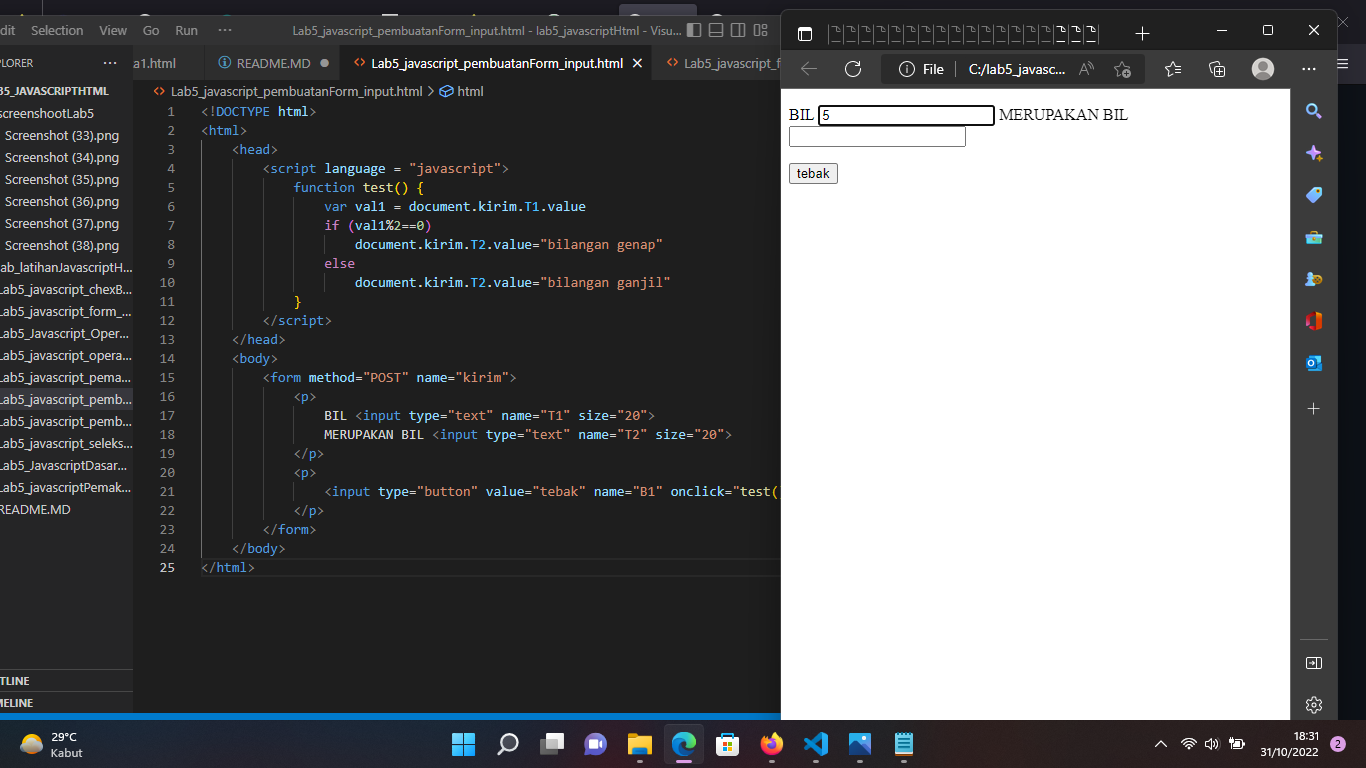 dit Selection View Go Run ··· Lab5_javascript_pembuatanForm_input.html - lab5_javascriptHtml - Visu...
PLORER ···
B5_JAVASCRIPTHTML
screenshootLab5
Screenshot (33).png
Screenshot (34).png
Screenshot (35).png
Screenshot (36).png
Screenshot (37).png
Screenshot (38).png
ab_latihanJavascriptH...
Lab5_javascript_chexB...
Lab5_javascript_form_...
Lab5_Javascript_Oper...
Lab5_javascript_opera...
Lab5_javascript_pema...
Lab5_javascript_pemb...
Lab5_javascript_pemb...
Lab5_javascript_seleks...
Lab5_JavascriptDasar...
Lab5_javascriptPemak...
README.MD
TLINE
MELINE
a1.html README.MD Lab5_javascript_pembuatanForm_input.html Lab5_javascript_f
Lab5_javascript_pembuatanForm_input.html > html
1 <!DOCTYPE html>
2 <html>
3 <head>
4 <script language = "javascript">
5 function test() {
6 var val1 = document.kirim.T1.value
7 if (val1%2==0)
8 document.kirim.T2.value="bilangan genap"
9 else
10 document.kirim.T2.value="bilangan ganjil"
11 }
12 </script>
13 </head>
14 <body>
15 <form method="POST" name="kirim">
16 <p>
17 BIL <input type="text" name="T1" size="20">
18 MERUPAKAN BIL <input type="text" name="T2" size="20">
19 </p>
20 <p>
21 <input type="button" value="tebak" name="B1" onclick="test(
22 </p>
23 </form>
24 </body>
25 </html>
File C:/lab5_javasc...
BIL 5 MERUPAKAN BIL
tebak
29°C
Kabut
18:31
31/10/2022 2